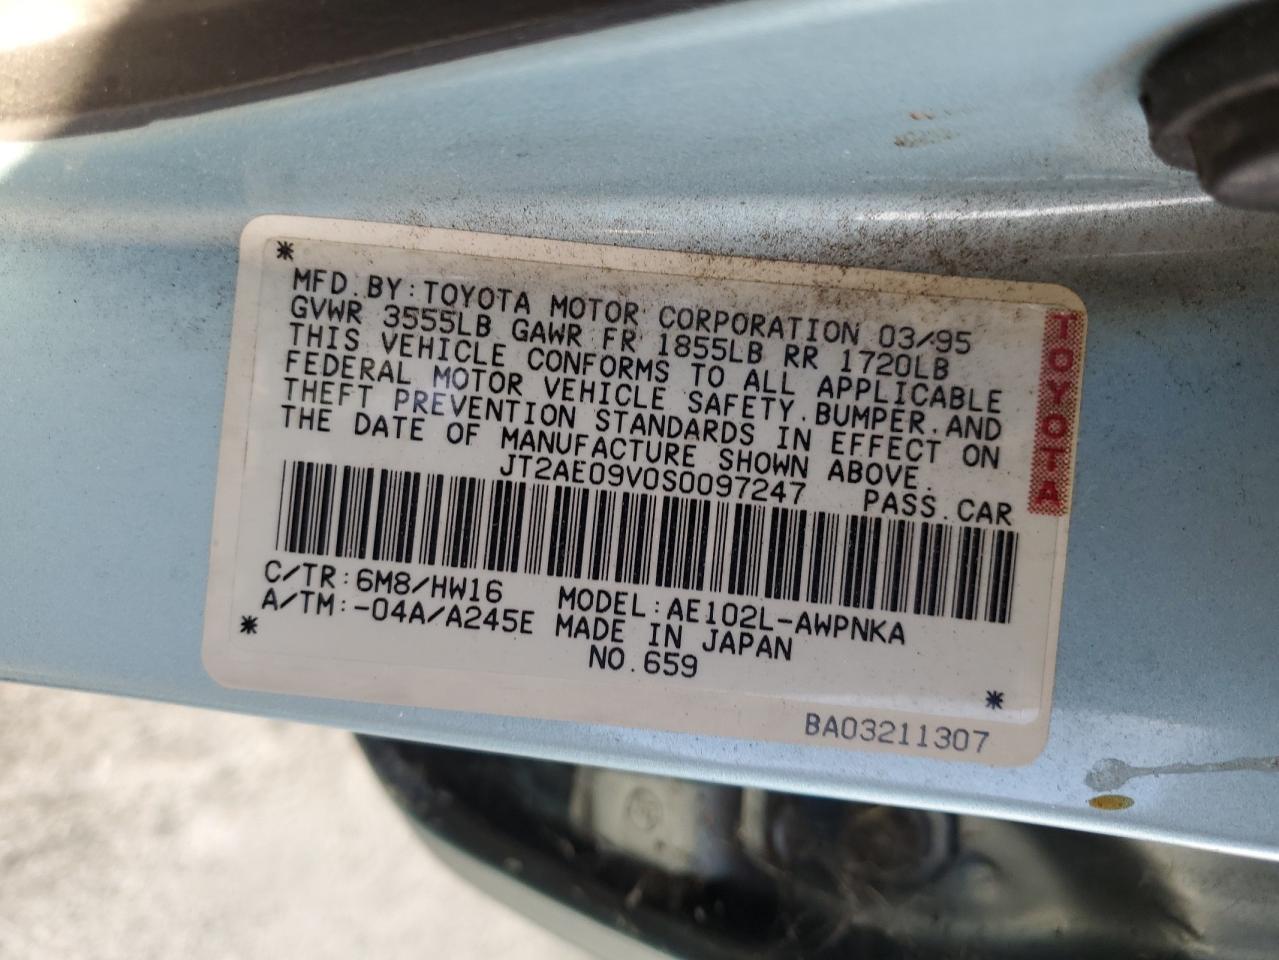 *
MFD.BY:TOYOTA MOTOR CORPORATION 03/95
GVWR 3555LB GAWR FR 1855LB RR 1720LB
THIS VEHICLE CONFORMS TO ALL APPLICABLE
FEDERAL MOTOR VEHICLE SAFETY.BUMPER.AND
THEFT PREVENTION STANDARDS IN EFFECT ON
THE DATE OF MANUFACTURE SHOWN ABOVE.
JT2AE09V0S0097247 PASS.CAR
C/TR:6M8/HW16 MODEL:AE102L-AWPNKA
A/TM:-04A/A245E MADE IN JAPAN
* NO.659 *
BA03211307
TOYOTA